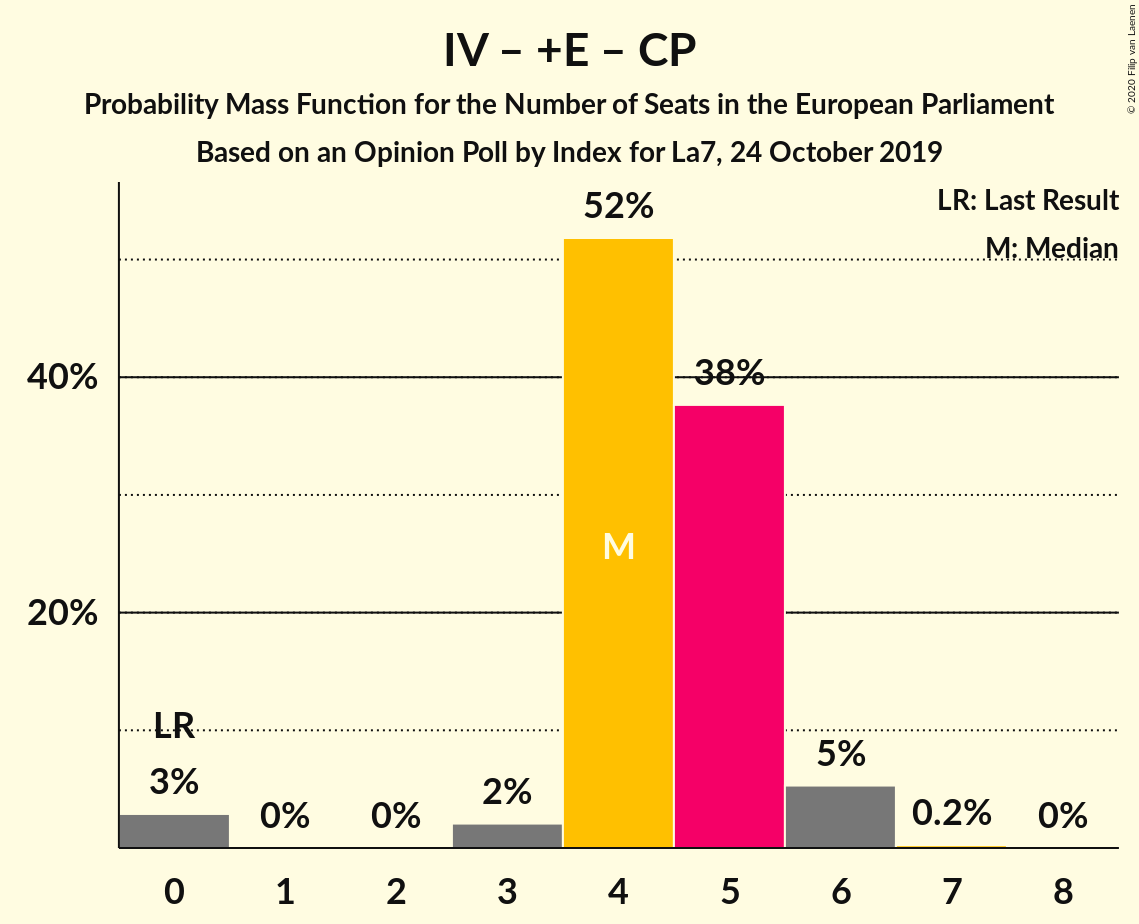 IV – +E – CP
Probability Mass Function for the Number of Seats in the European Parliament
Based on an Opinion Poll by Index for La7, 24 October 2019
© 2020 Filip van Laenen
LR: Last Result
M: Median
52%
38%
40%
M
20%
LR
3%
0%
0%
2%
5%
0.2%
0%
0 1 2 3 4 5 6 7 8